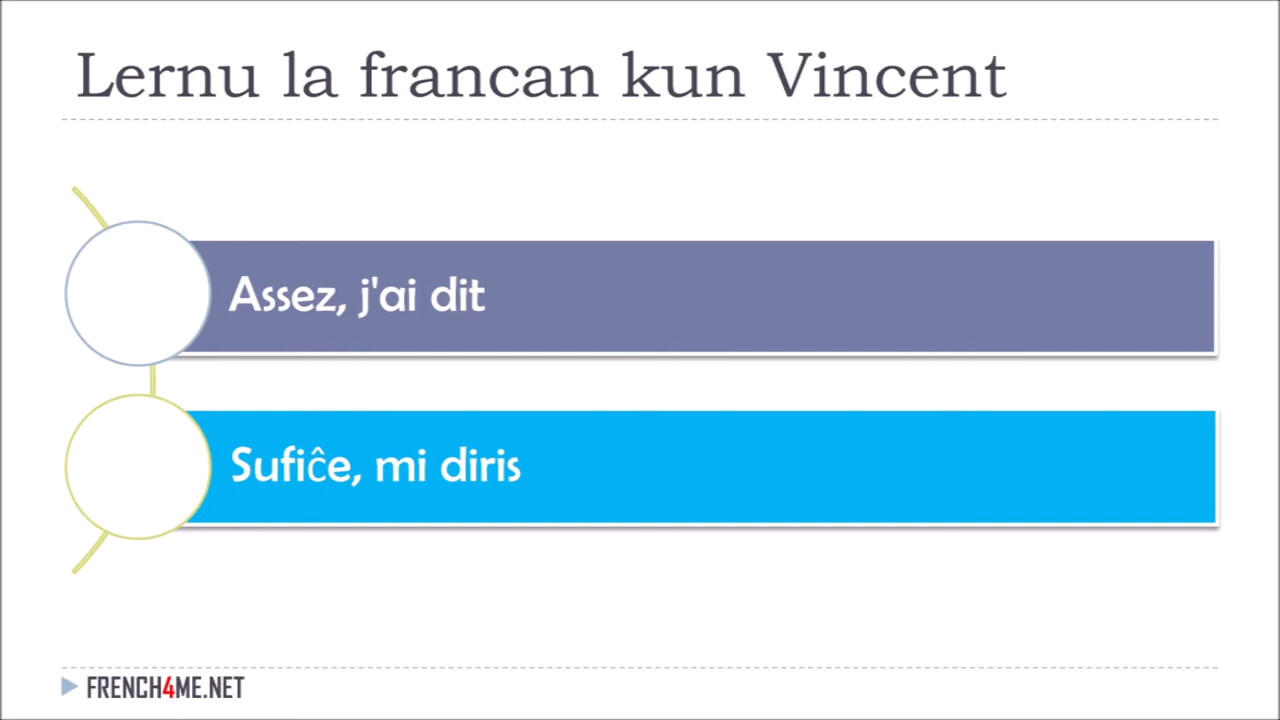 Lernu la francan kun Vincent
Assez, j'ai dit
Sufiĉe, mi diris
FRENCH4ME.NET